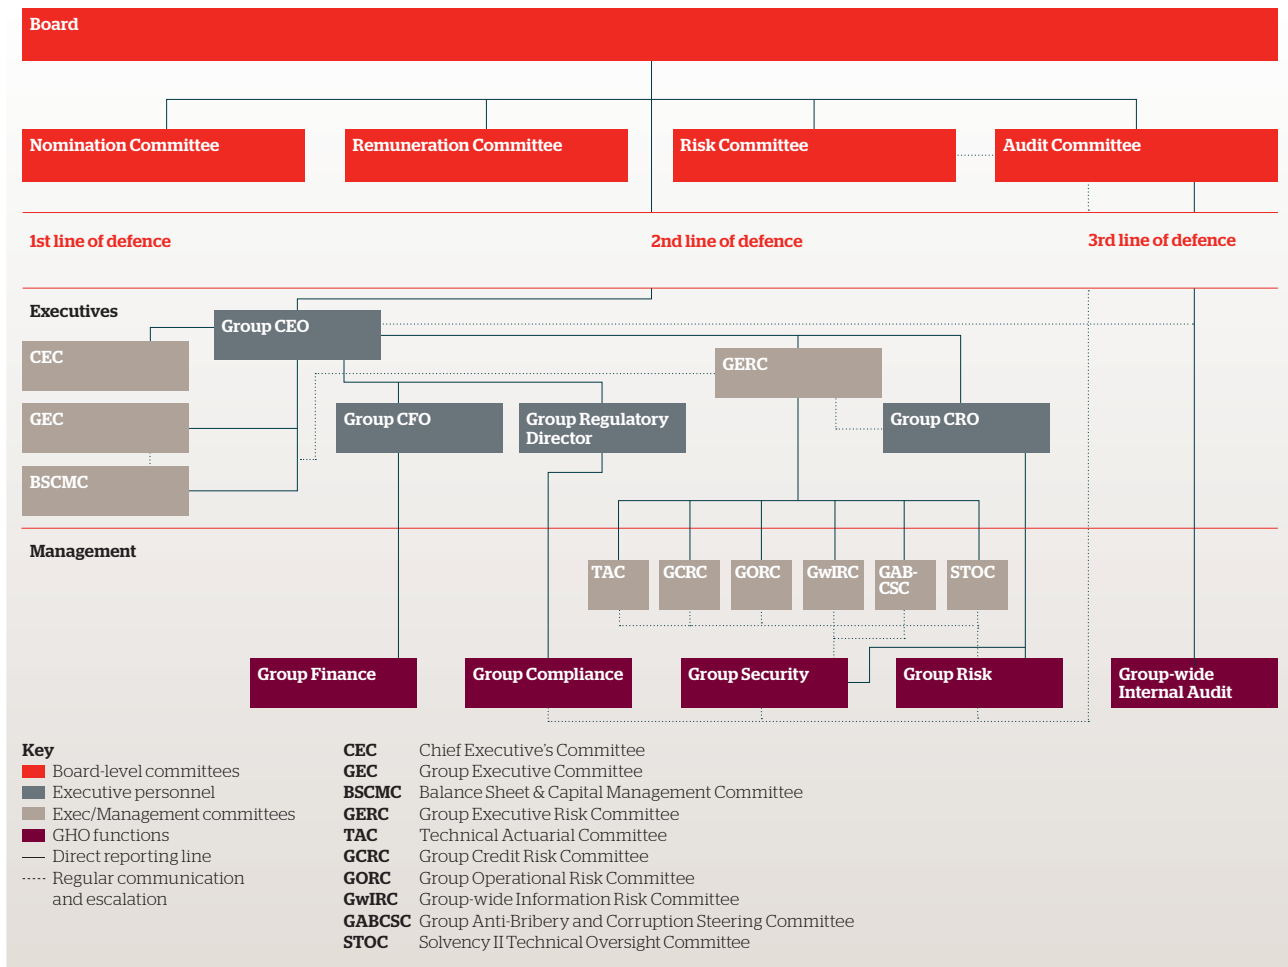 Board
Nomination Committee
Remuneration Committee
Risk Committee
Audit Committee
1st line of defence
2nd line of defence
3rd line of defence
Executives
Group CEO
CEC
GERC
GEC
Group CFO
Group Regulatory
Director
Group CRO
BSCMC
Management
TAC
GCRC
GORC
GwIRC
GAB-
CSC
STOC
Group Finance
Group Compliance
Group Security
Group Risk
Group-wide
Internal Audit
Key
Board-level committees
Executive personnel
Exec/Management committees
GHO functions
Direct reporting line
Regular communication
and escalation
CEC Chief Executive's Committee
GEC Group Executive Committee
BSCMC Balance Sheet & Capital Management Committee
GERC Group Executive Risk Committee
TAC Technical Actuarial Committee
GCRC Group Credit Risk Committee
GORC Group Operational Risk Committee
GwIRC Group-wide Information Risk Committee
GABCSC Group Anti-Bribery and Corruption Steering Committee
STOC Solvency II Technical Oversight Committee